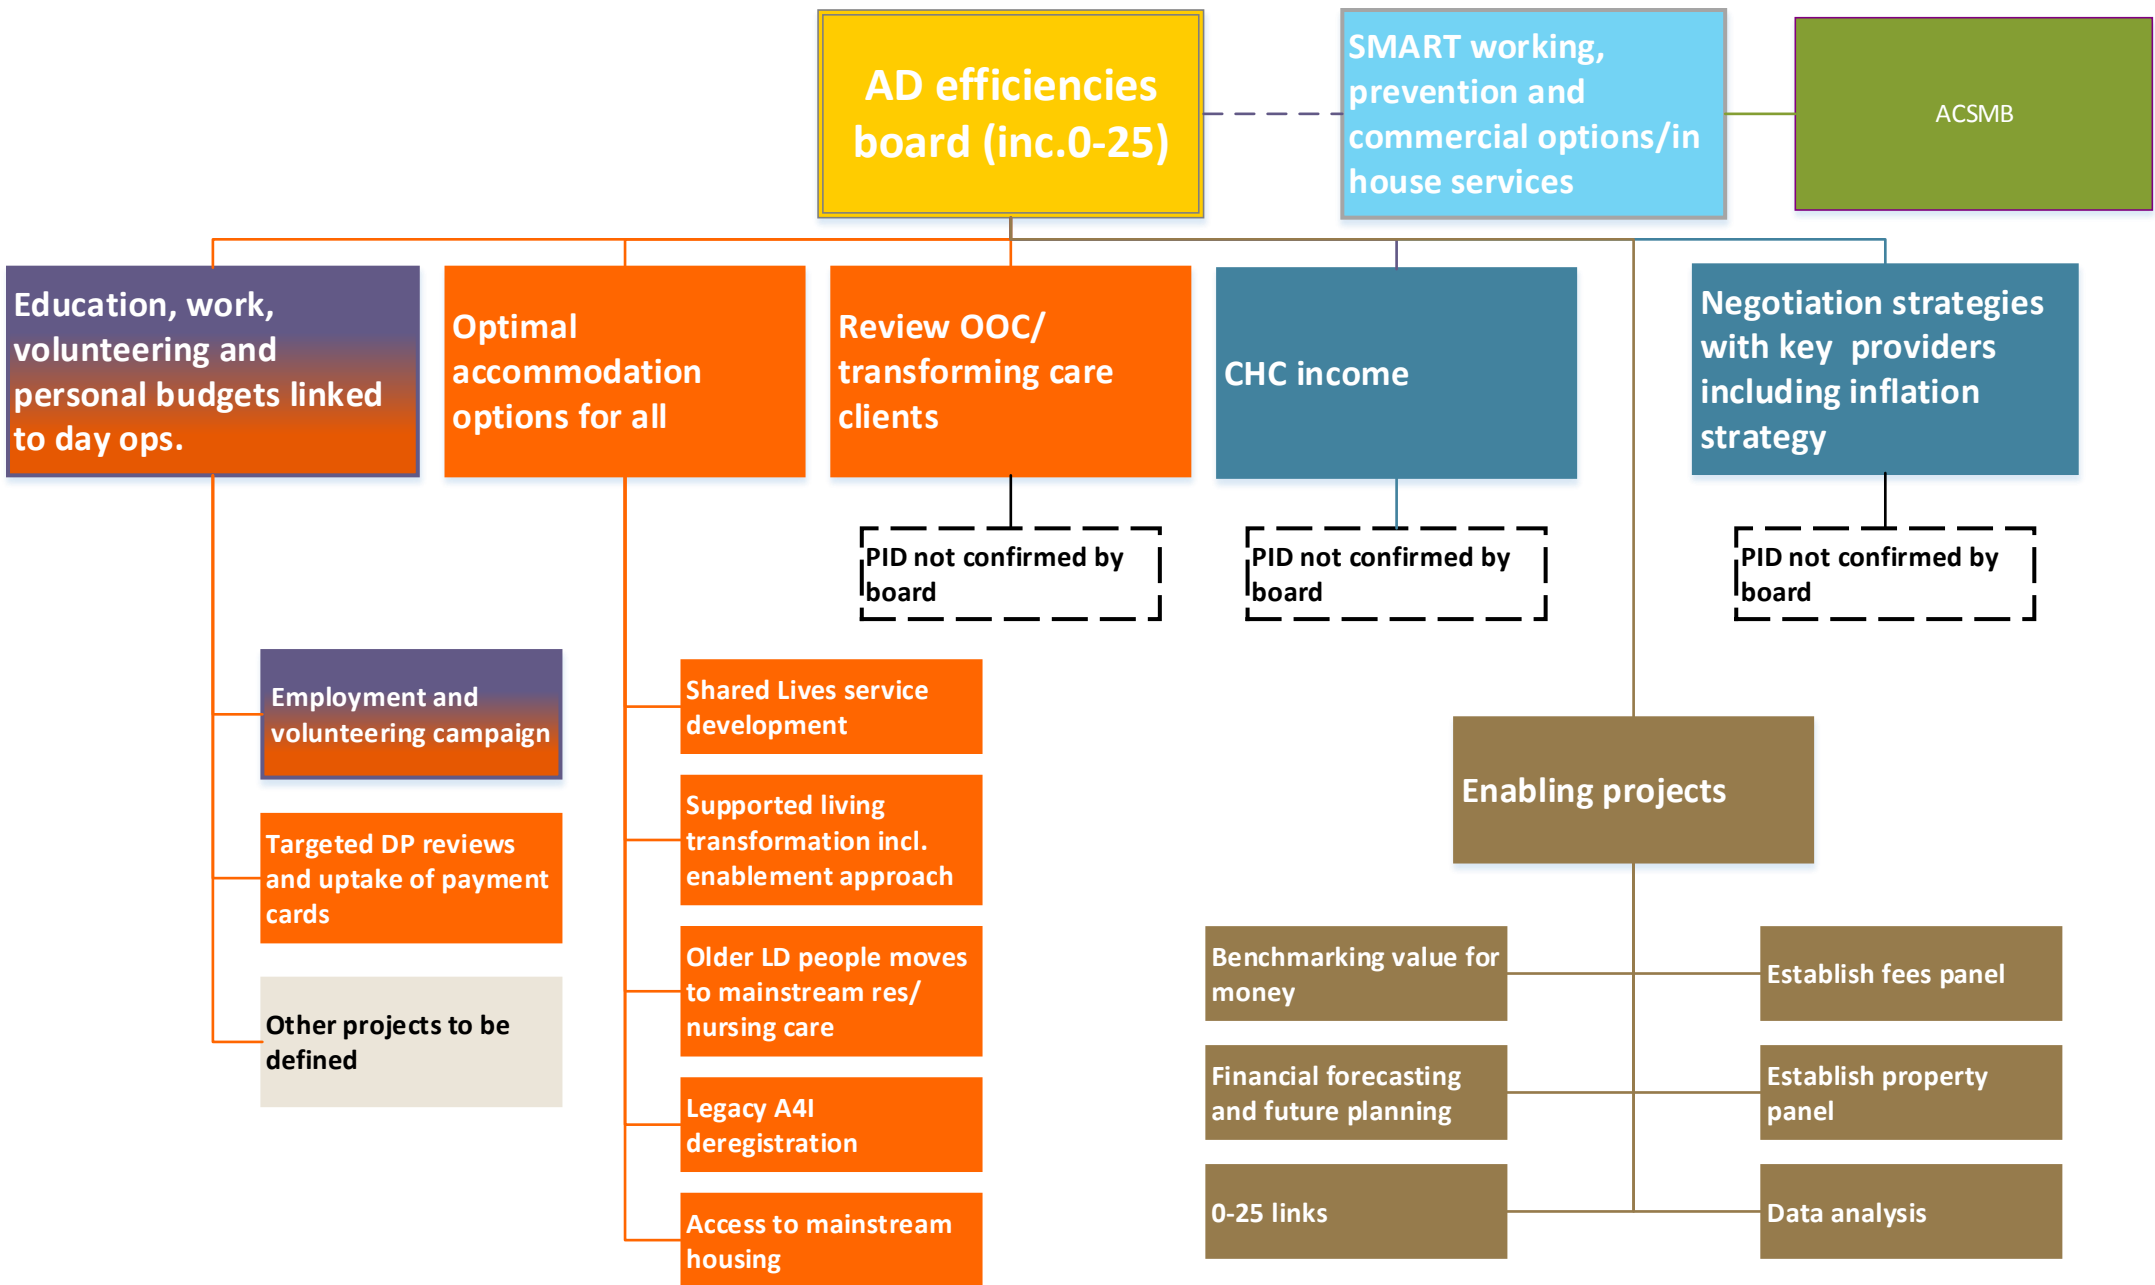 AD efficiencies
board (inc.0-25)
SMART working,
prevention and
commercial options/in
house services
ACSMB
Education, work,
volunteering and
personal budgets linked
to day ops.
Optimal
accommodation
options for all
Review OOC/
transforming care
clients
CHC income
Negotiation strategies
with key providers
including inflation
strategy
PID not confirmed by
board
PID not confirmed by
board
PID not confirmed by
board
Employment and
volunteering campaign
Targeted DP reviews
and uptake of payment
cards
Other projects to be
defined
Shared Lives service
development
Supported living
transformation incl.
enablement approach
Older LD people moves
to mainstream res/
nursing care
Legacy A4I
deregistration
Access to mainstream
housing
Enabling projects
Benchmarking value for
money
Establish fees panel
Financial forecasting
and future planning
Establish property
panel
0-25 links
Data analysis